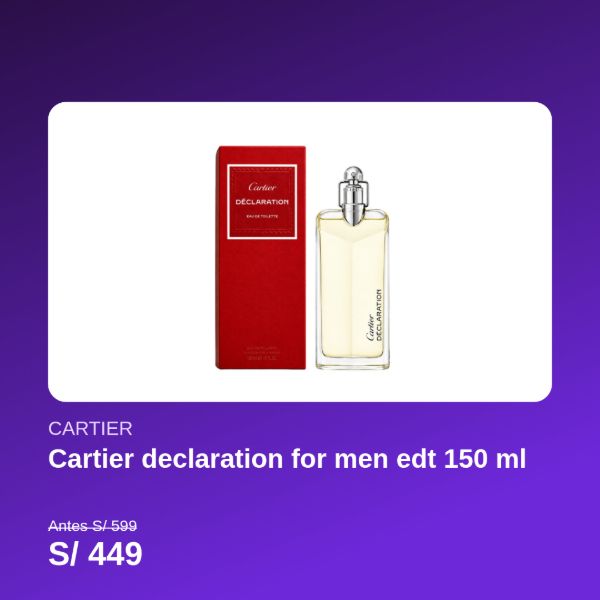 Cartier
DÉCLARATION
EAU DE TOILETTE
Cartier
DÉCLARATION
CARTIER
Cartier declaration for men edt 150 ml
Antes S/ 599
S/ 449